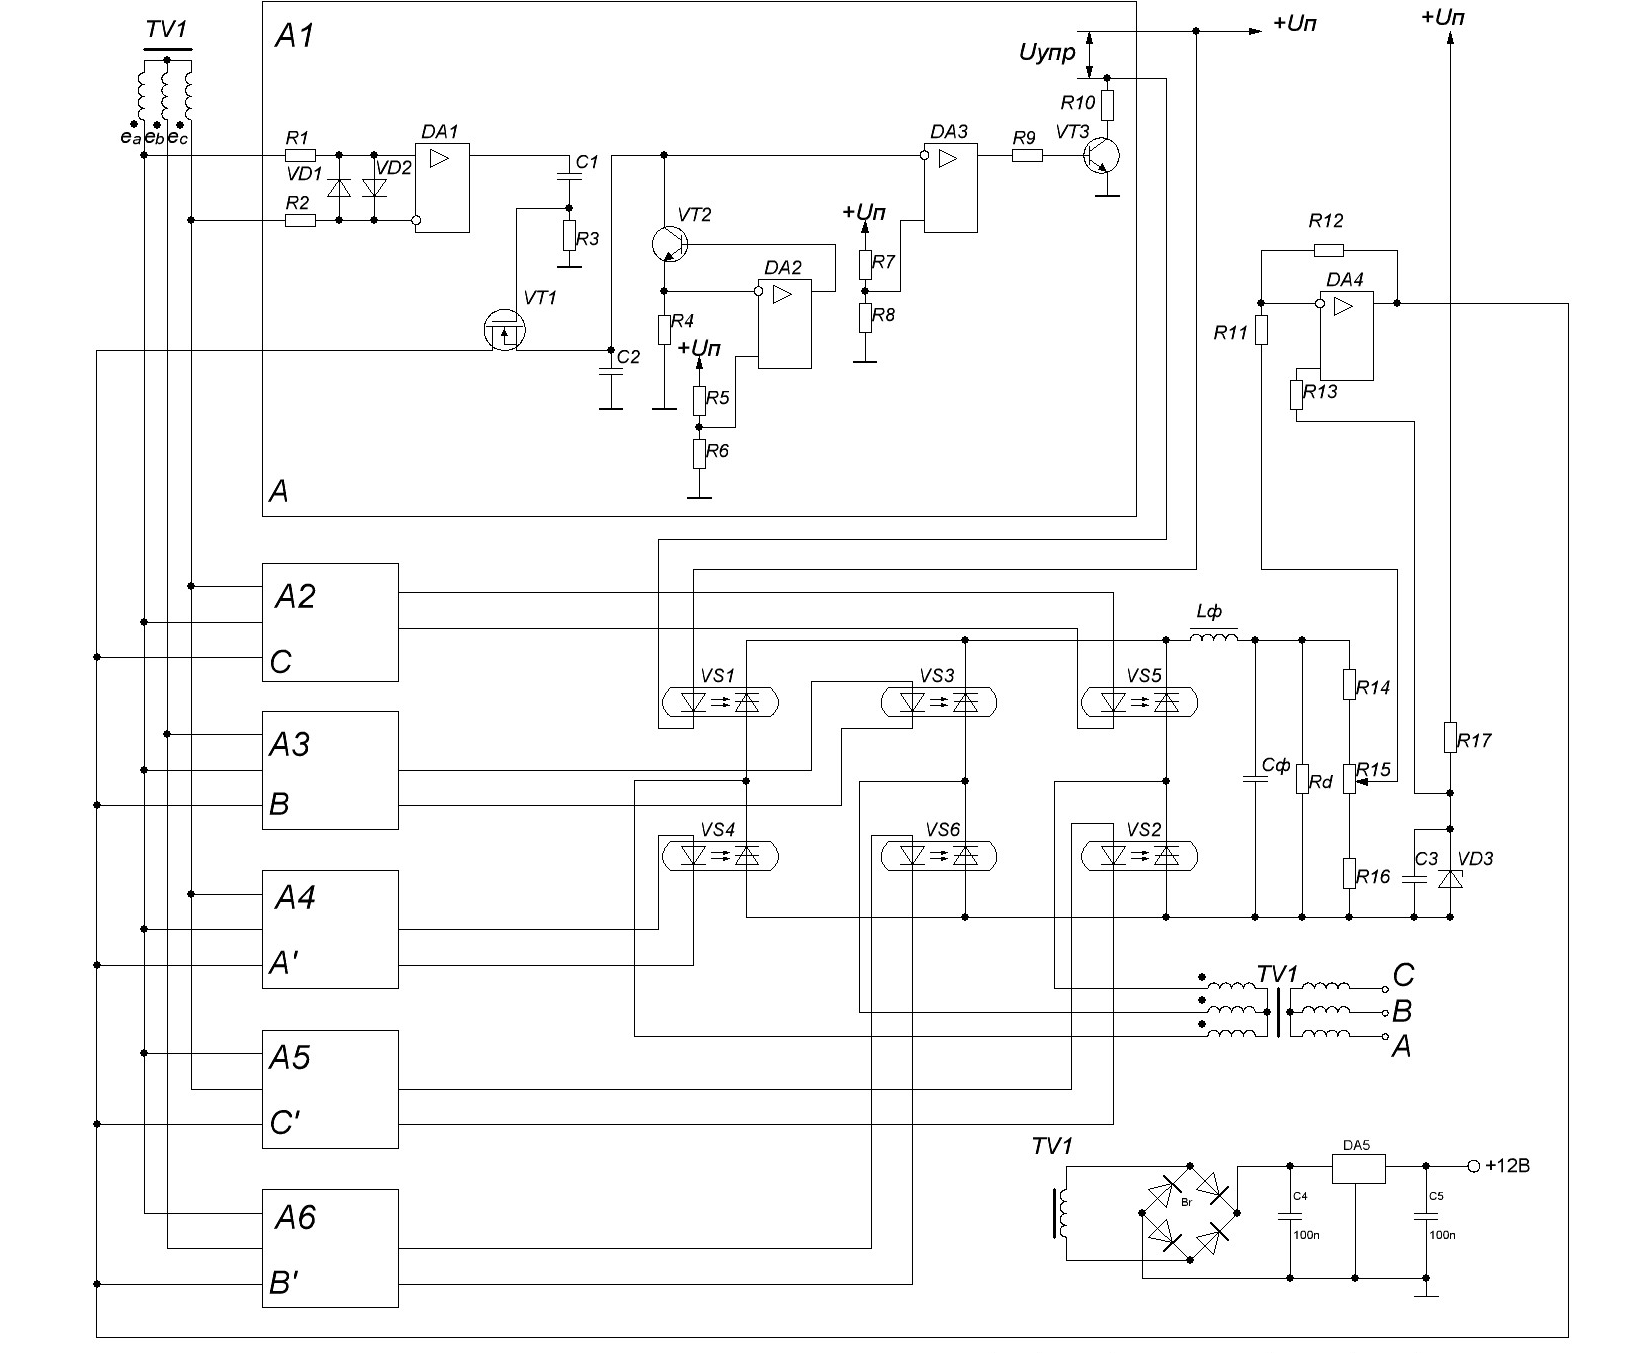 TV1
A1
+Uп
+Uп
Uупр
R10
ea eb ec
R1
DA1
C1
DA3
R9
VT3
VD1
VD2
R2
VT2
+Uп
R12
R3
R7
DA2
DA4
VT1
R4
R8
R11
+Uп
C2
R5
R13
R6
A
A2
Lф
C
VS1
VS3
VS5
R14
A3
R17
B
Cф
Rd
R15
VS4
VS6
VS2
C3
VD3
A4
R16
A'
TV1
C
B
A
A5
C'
TV1
DA5
+12В
Br
C4
C5
A6
100n
100n
B'